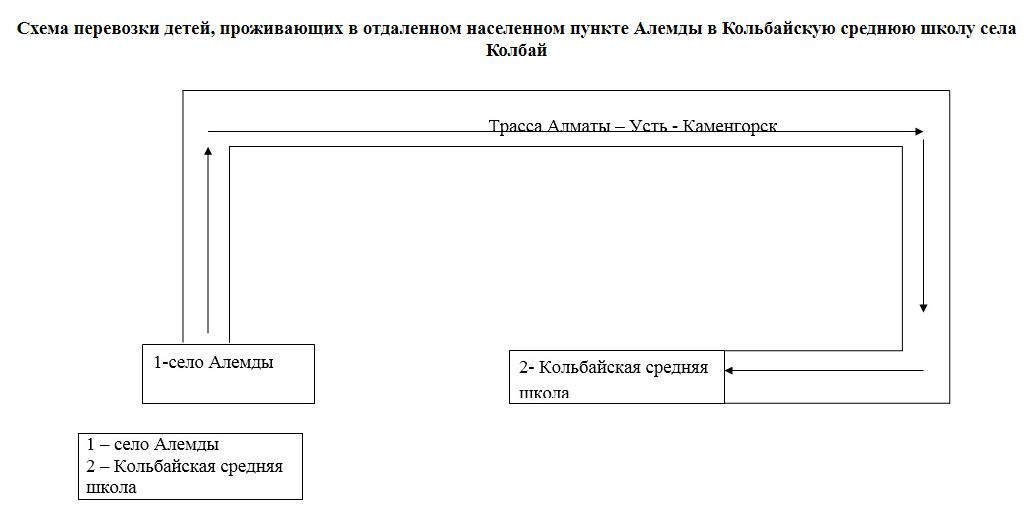 Схема перевозки детей, проживающих в отдаленном населенном пункте Алемды в Кольбайскую среднюю школу села
Колбай
Трасса Алматы – Усть - Каменгорск
1-село Алемды
2- Кольбайская средняя
школа
1 – село Алемды
2 – Кольбайская средняя
школа